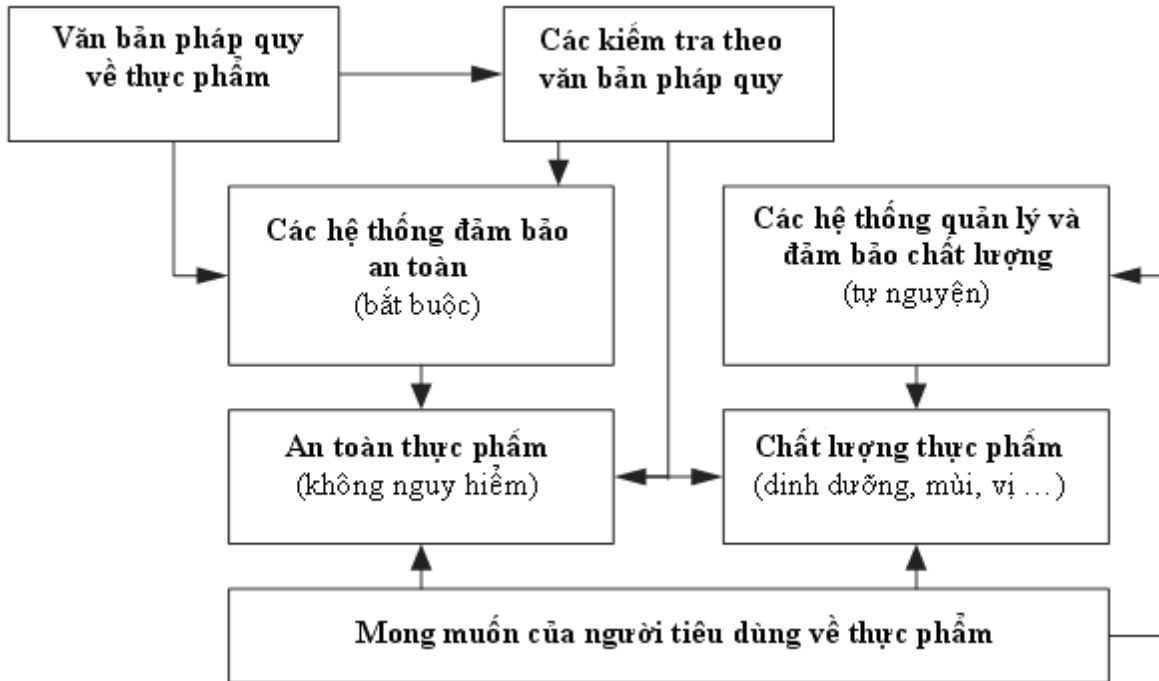 Văn bản pháp quy
về thực phẩm
Các kiểm tra theo
văn bản pháp quy
Các hệ thống đảm bảo
an toàn
(bắt buộc)
Các hệ thống quản lý và
đảm bảo chất lượng
(tự nguyện)
An toàn thực phẩm
(không nguy hiểm)
Chất lượng thực phẩm
(dinh dưỡng, mùi, vị ...)
Mong muốn của người tiêu dùng về thực phẩm